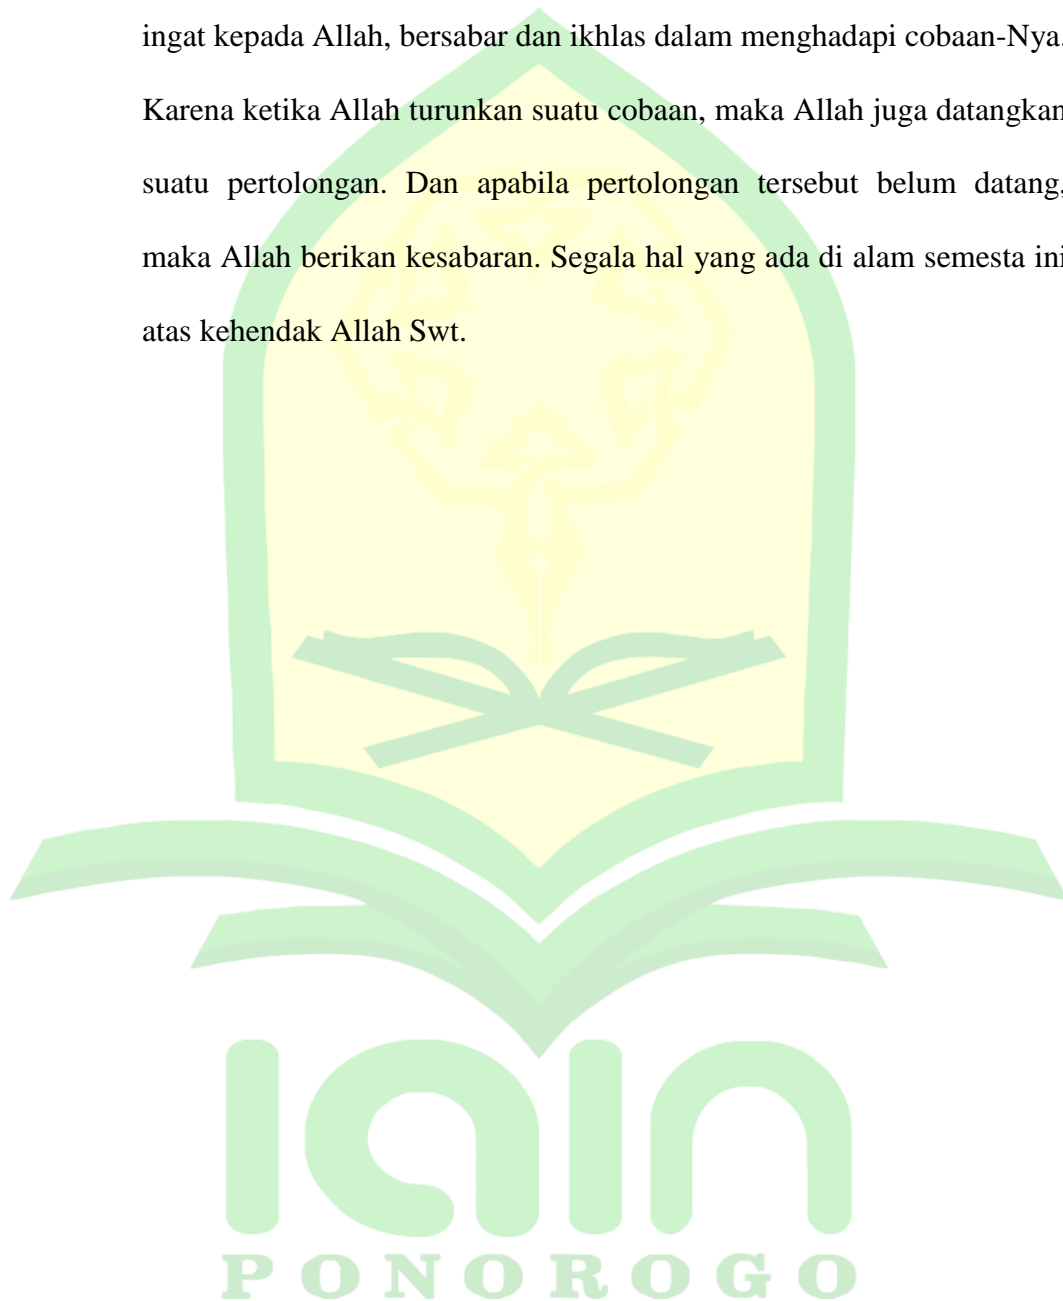 ingat kepada Allah, bersabar dan ikhlas dalam menghadapi cobaan-Nya.
Karena ketika Allah turunkan suatu cobaan, maka Allah juga datangkan
suatu pertolongan. Dan apabila pertolongan tersebut belum datang,
maka Allah berikan kesabaran. Segala hal yang ada di alam semesta ini
atas kehendak Allah Swt.
IAIN
PONOROGO